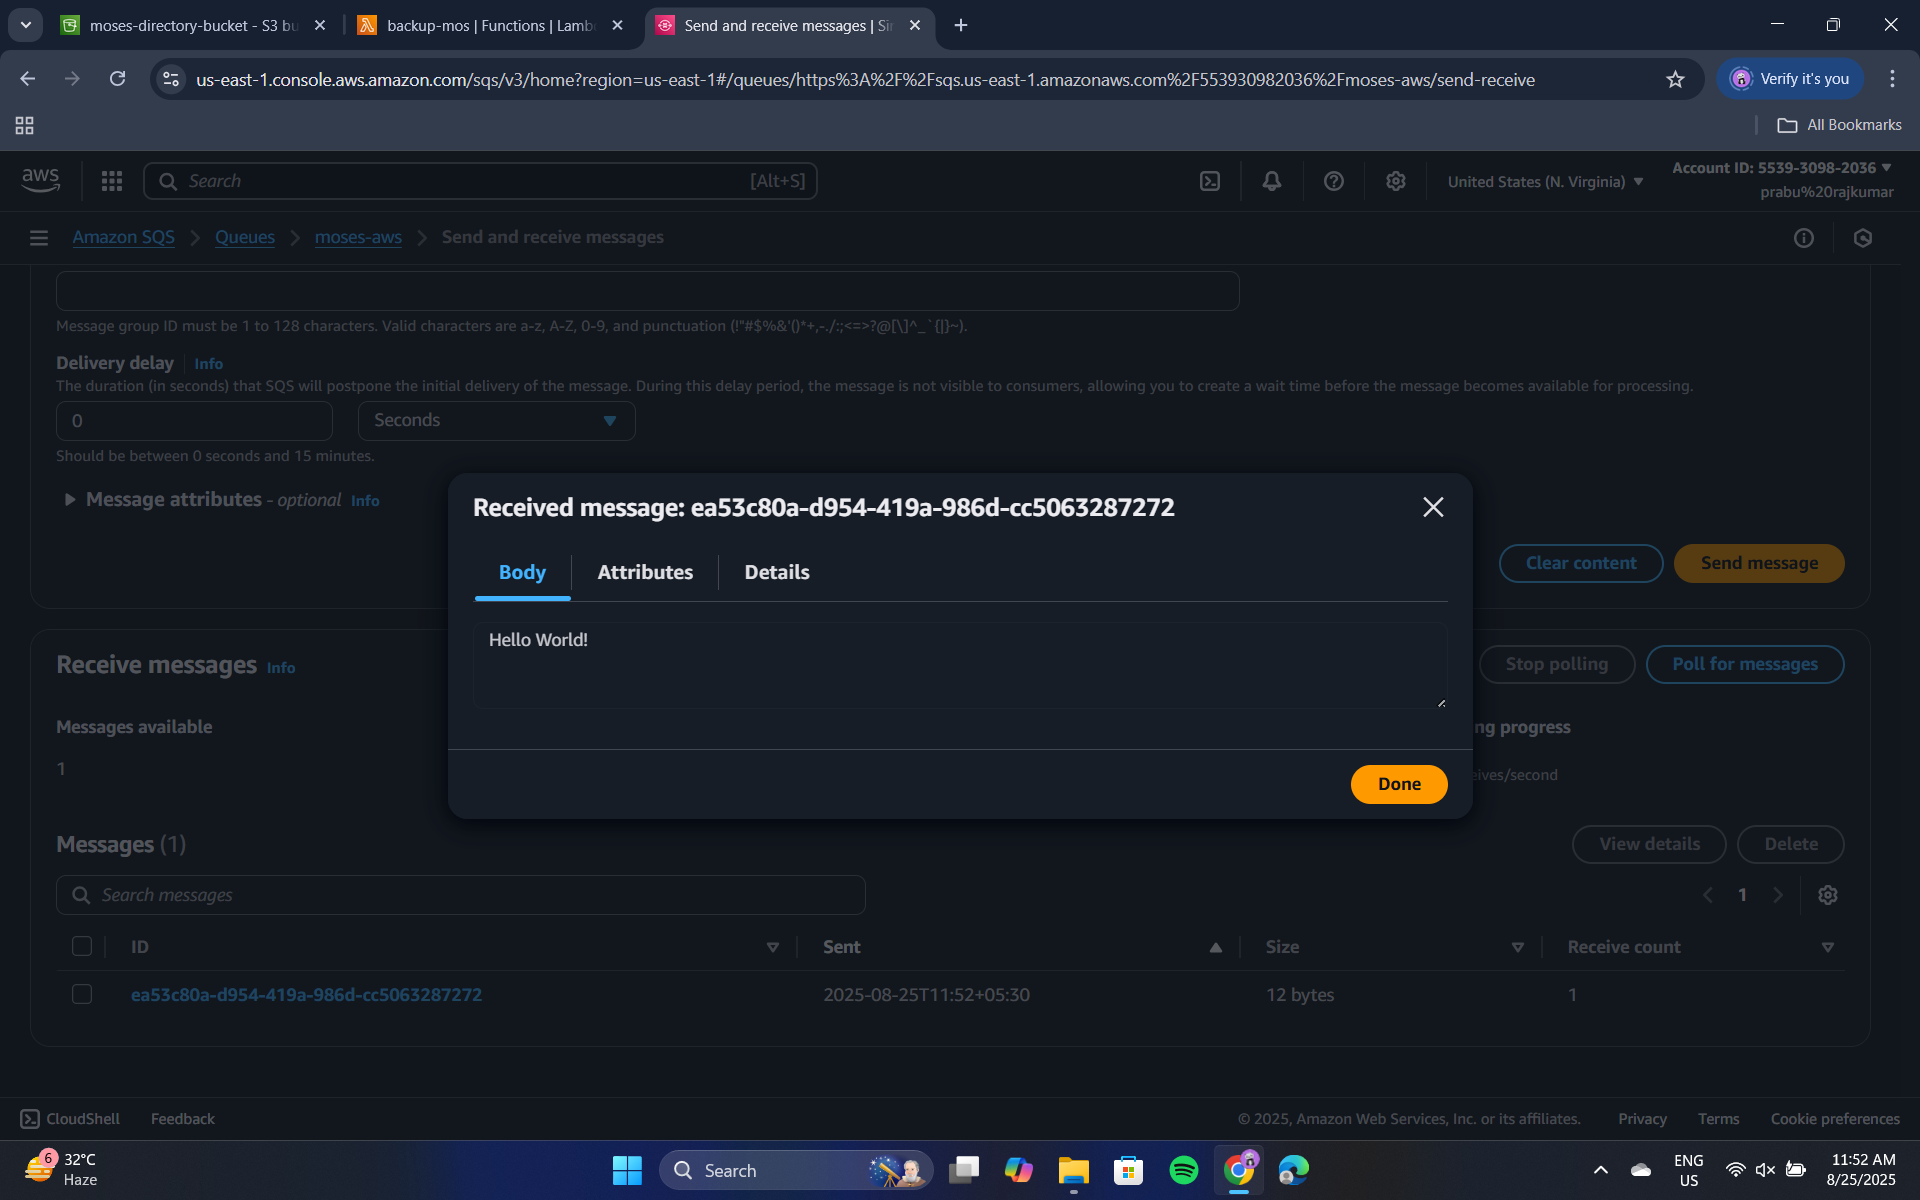 moses-directory-bucket - S3 bu
backup-mos | Functions | Lamb
Send and receive messages | Si
us-east-1.console.aws.amazon.com/sqs/v3/home?region=us-east-1#/queues/https%3A%2F%2Fsqs.us-east-1.amazonaws.com%2F553930982036%2Fmoses-aws/send-receive
Verify it's you
All Bookmarks
aws
Search
[Alt+S]
United States (N. Virginia)
Account ID: 5539-3098-2036
prabu%20rajkumar
Amazon SQS
Queues
moses-aws
Send and receive messages
Message group ID must be 1 to 128 characters. Valid characters are a-z, A-Z, 0-9, and punctuation (!"#$%&'()*+,-./:;<=>?@[\]^_`{|}~).
Delivery delay Info
The duration (in seconds) that SQS will postpone the initial delivery of the message. During this delay period, the message is not visible to consumers, allowing you to create a wait time before the message becomes available for processing.
0
Seconds
Should be between 0 seconds and 15 minutes.
Message attributes - optional Info
Clear content
Send message
Received message: ea53c80a-d954-419a-986d-cc5063287272
Body
Attributes
Details
Hello World!
Done
Receive messages Info
Stop polling
Poll for messages
Messages available
ng progress
1
eives/second
Messages (1)
View details
Delete
Search messages
1
ID
Sent
Size
Receive count
ea53c80a-d954-419a-986d-cc5063287272
2025-08-25T11:52+05:30
12 bytes
1
CloudShell
Feedback
© 2025, Amazon Web Services, Inc. or its affiliates.
Privacy
Terms
Cookie preferences
6
32°C
Haze
Search
ENG
US
11:52 AM
8/25/2025